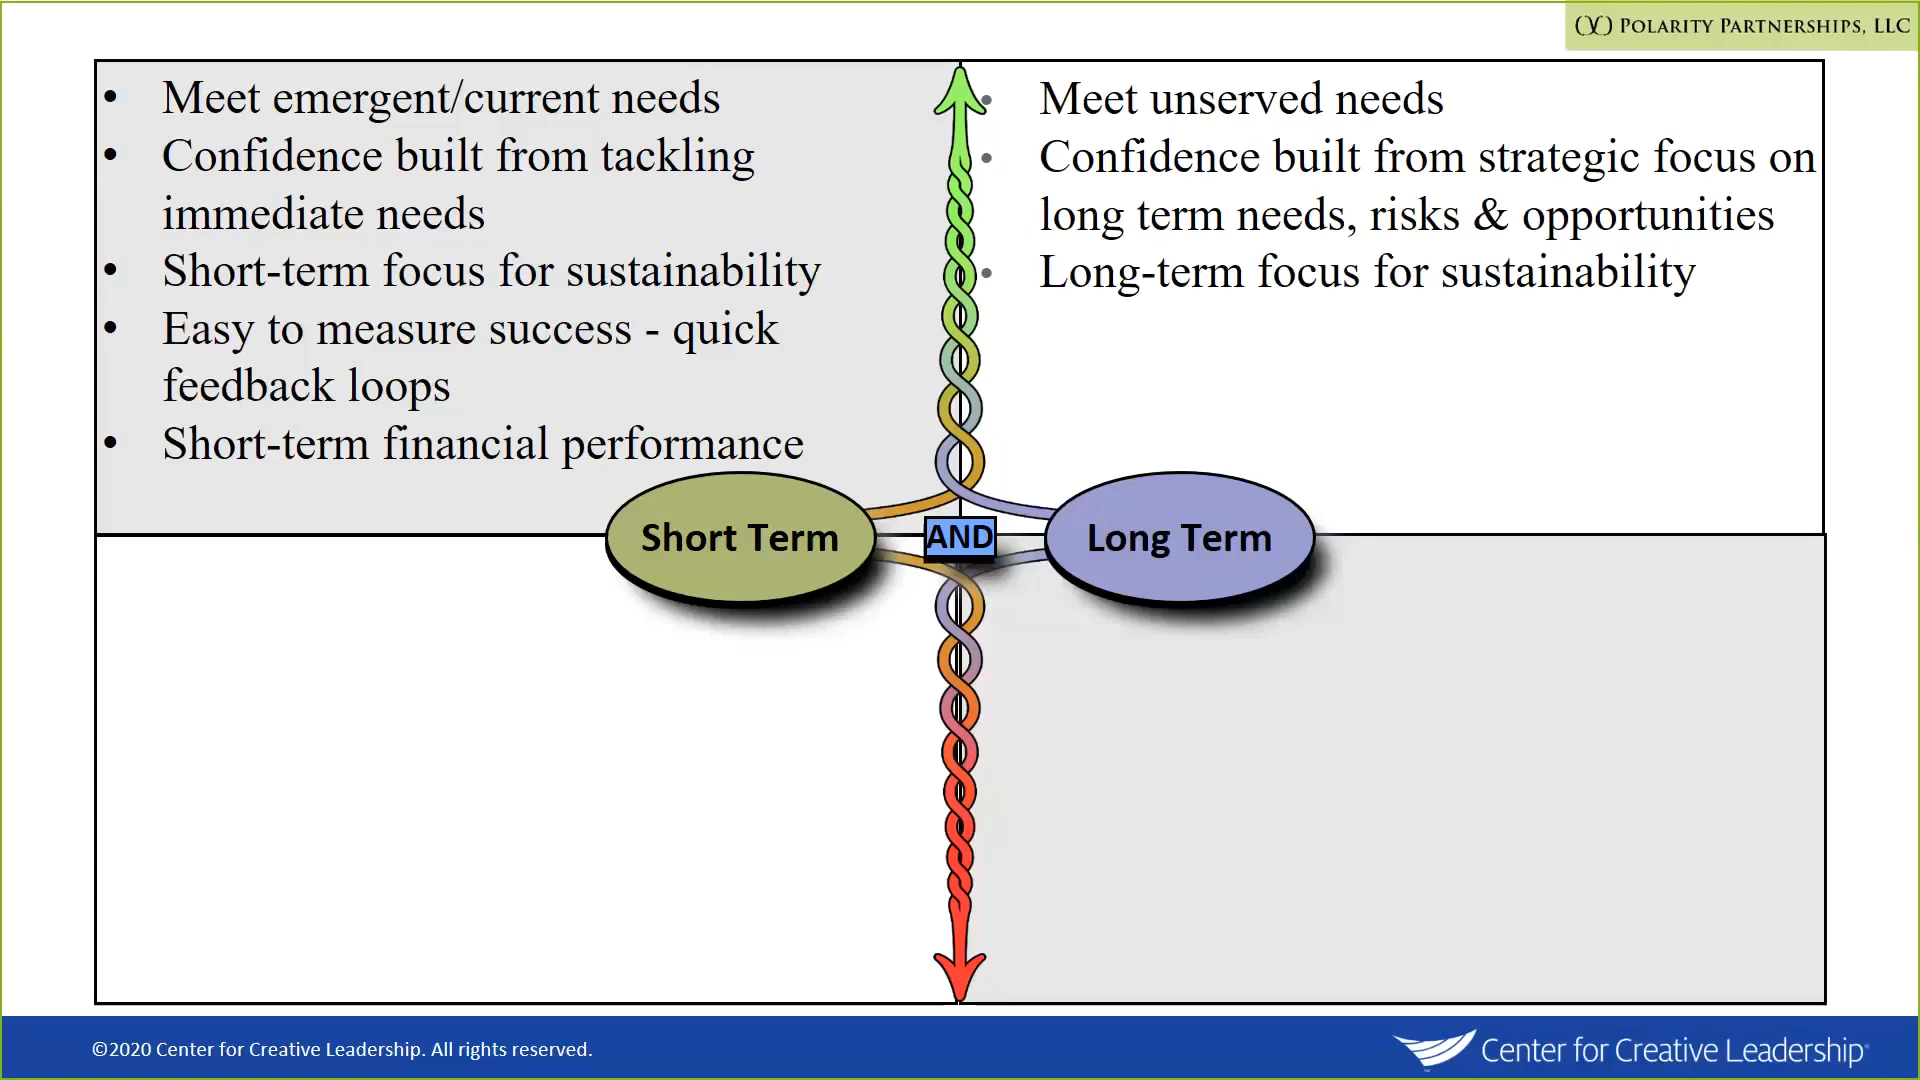 POLARITY PARTNERSHIPS, LLC
• Meet emergent/current needs
• Confidence built from tackling
immediate needs
• Short-term focus for sustainability
• Easy to measure success - quick
feedback loops
• Short-term financial performance
• Meet unserved needs
• Confidence built from strategic focus on
long term needs, risks & opportunities
• Long-term focus for sustainability
Short Term
AND
Long Term
©2020 Center for Creative Leadership. All rights reserved.
Center for Creative Leadership®